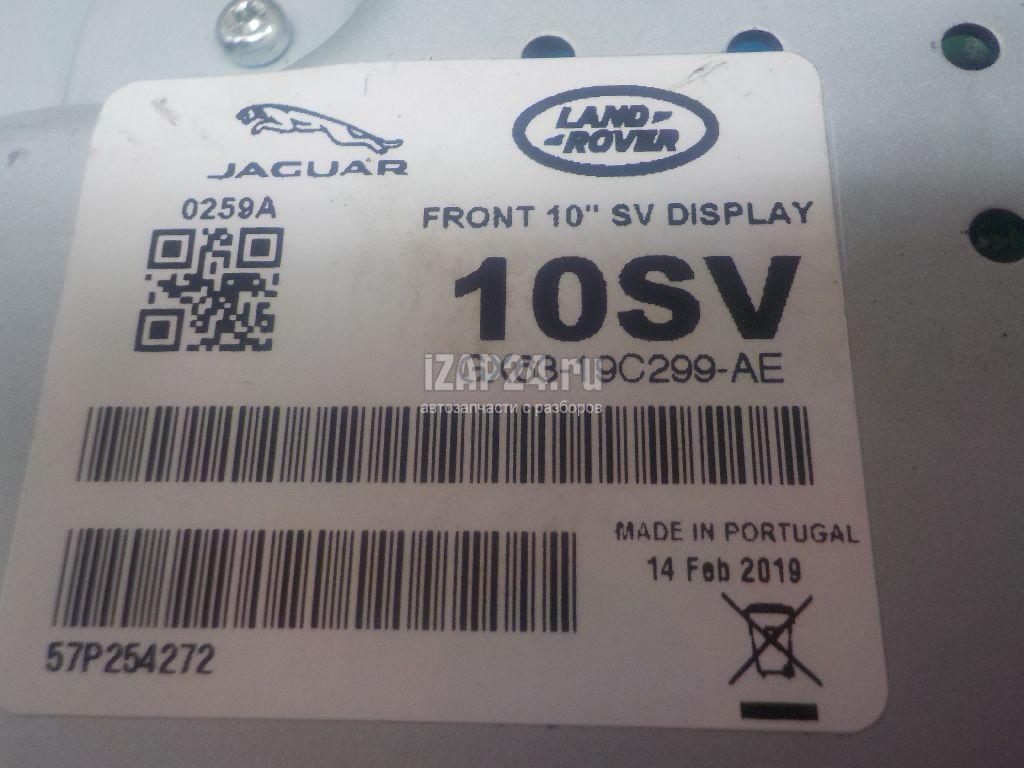 JAGUAR
LAND
ROVER
0259A
FRONT 10" SV DISPLAY
10SV
GX63-19C299-AE
iZAP24.ru
автозапчасти с разборов
MADE IN PORTUGAL
14 Feb 2019
57P254272